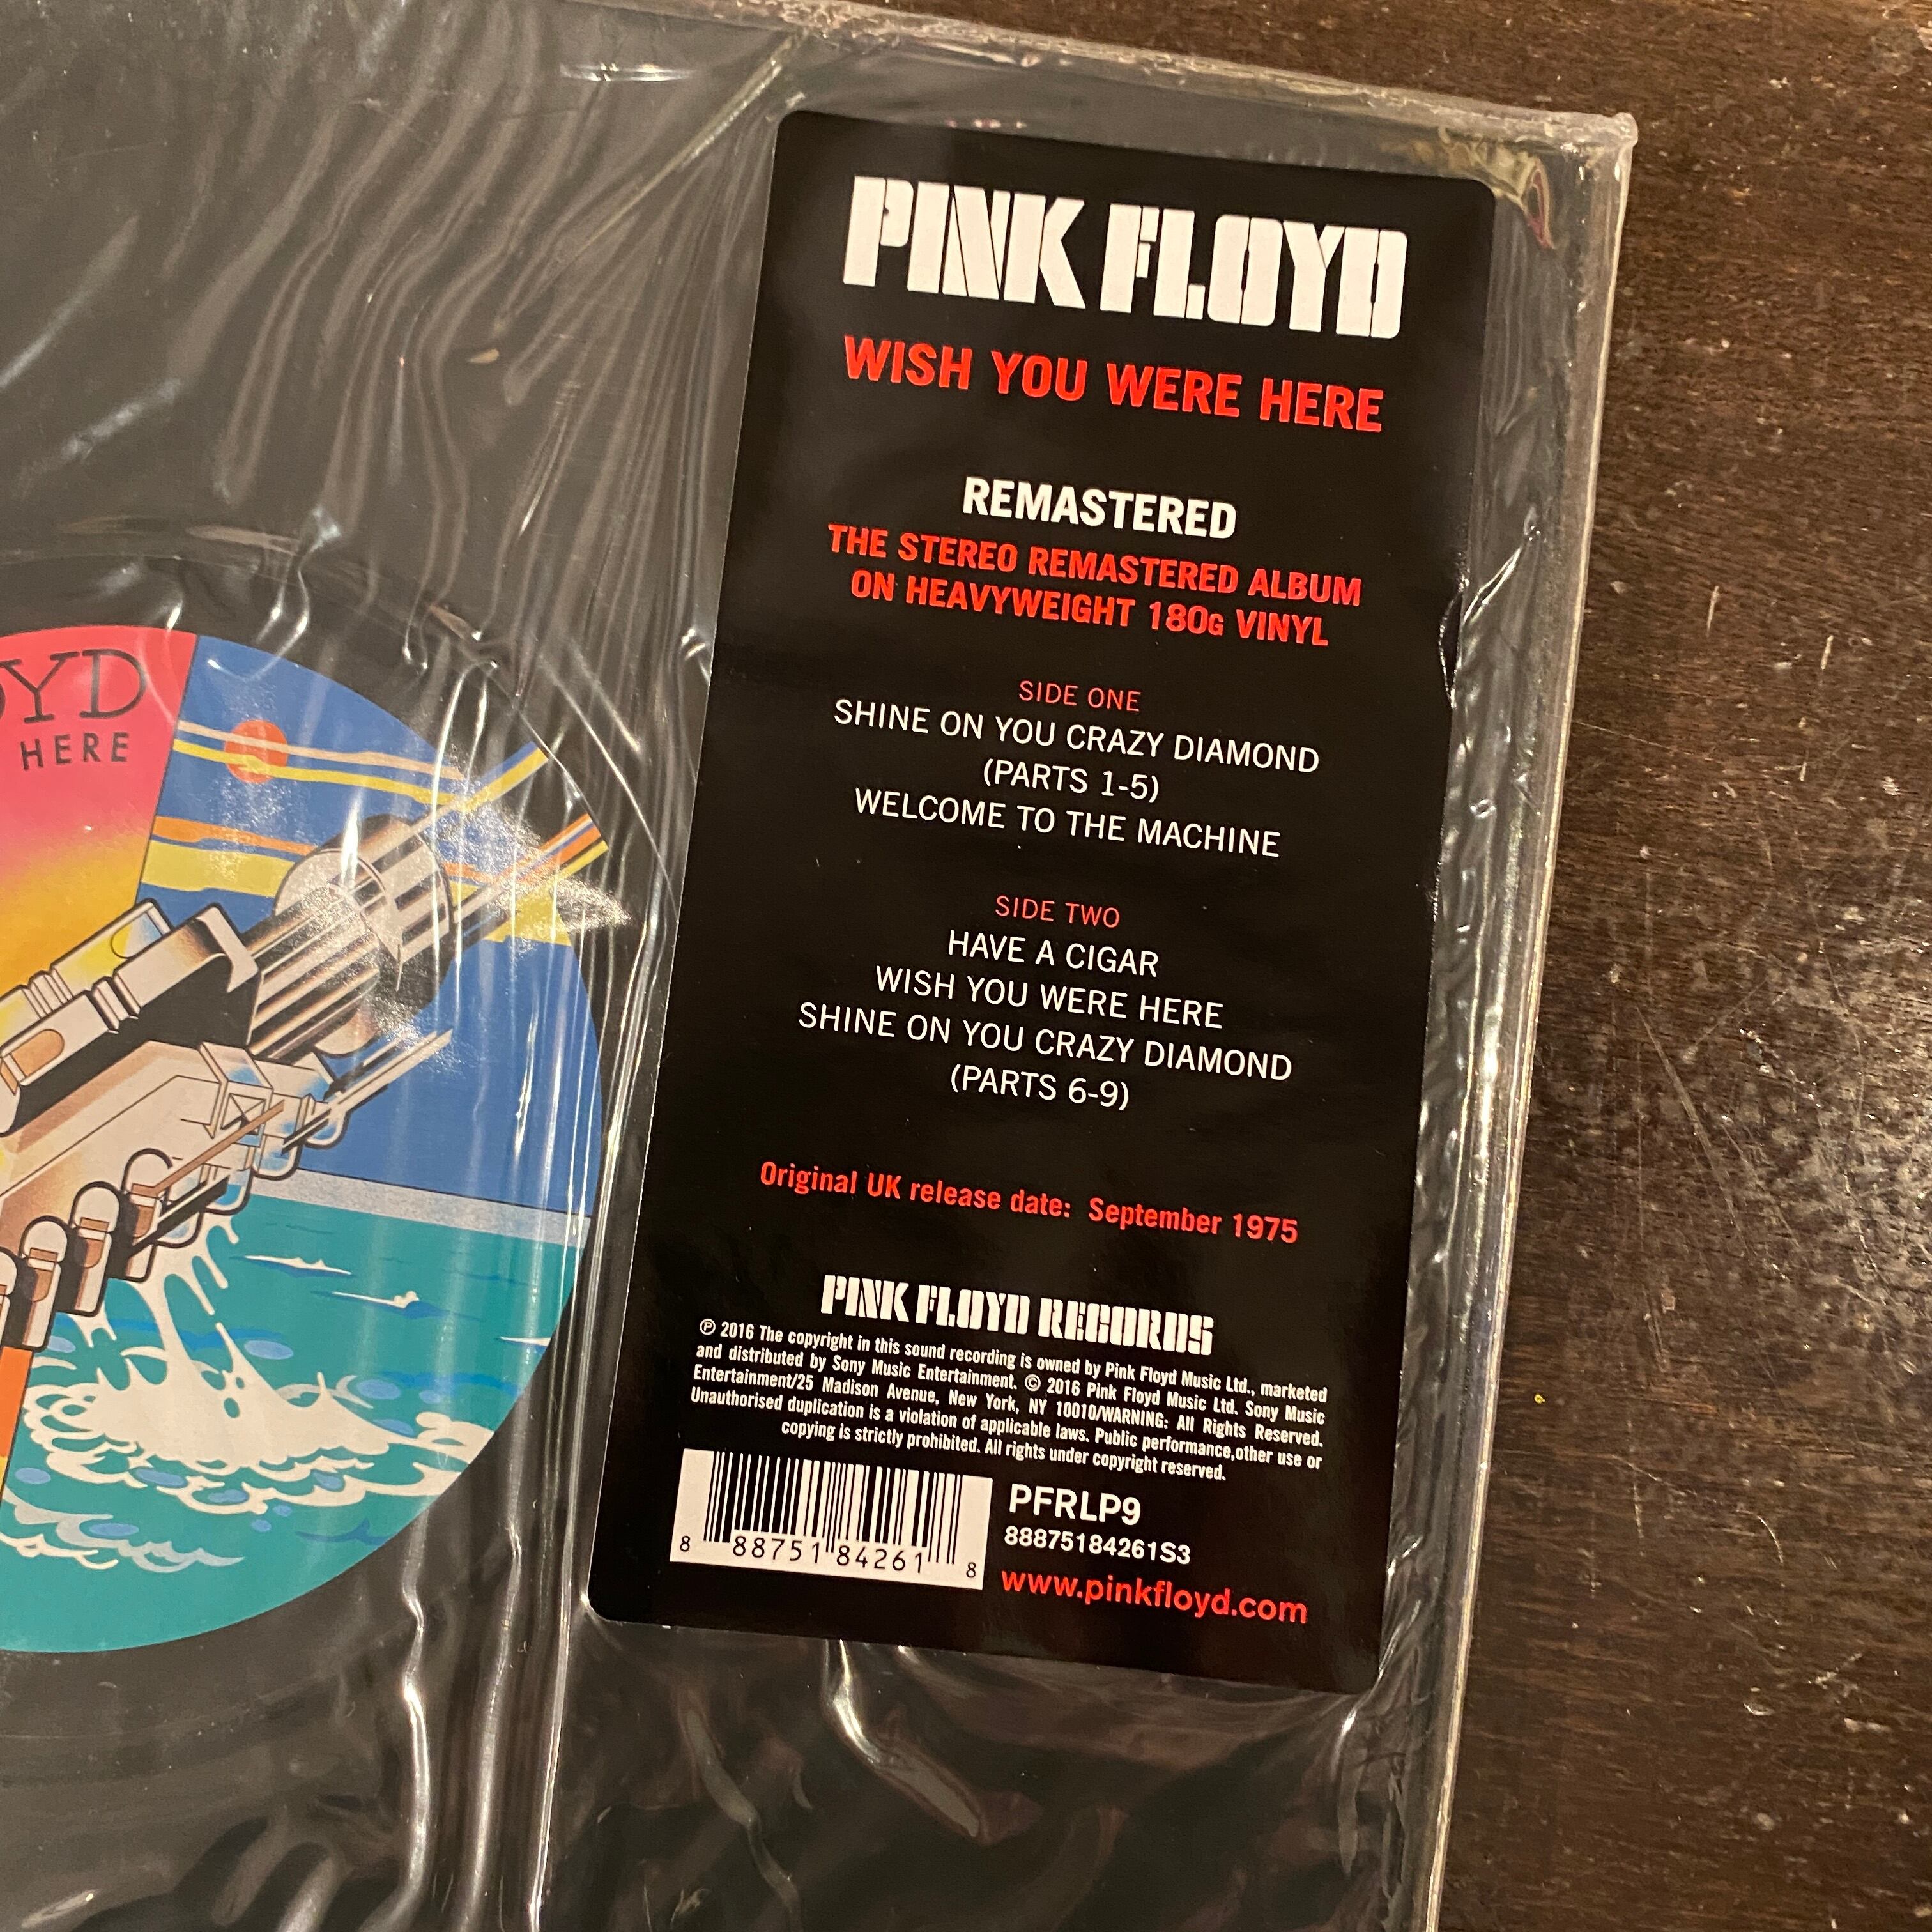 PINK FLOYD
WISH YOU WERE HERE
REMASTERED
THE STEREO REMASTERED ALBUM
ON HEAVYWEIGHT 180G VINYL
SIDE ONE
SHINE ON YOU CRAZY DIAMOND
(PARTS 1-5)
WELCOME TO THE MACHINE
SIDE TWO
HAVE A CIGAR
WISH YOU WERE HERE
SHINE ON YOU CRAZY DIAMOND
(PARTS 6-9)
Original UK release date: September 1975
PINK FLOYD RECORDS
℗ 2016 The copyright in this sound recording is owned by Pink Floyd Music Ltd., marketed
and distributed by Sony Music Entertainment. © 2016 Pink Floyd Music Ltd. Sony Music
Entertainment/25 Madison Avenue, New York, NY 10010/WARNING: All Rights Reserved.
Unauthorised duplication is a violation of applicable laws. Public performance,other use or
copying is strictly prohibited. All rights under copyright reserved.
8 88751 84261 8
PFRLP9
88875184261S3
www.pinkfloyd.com
OYD
HERE